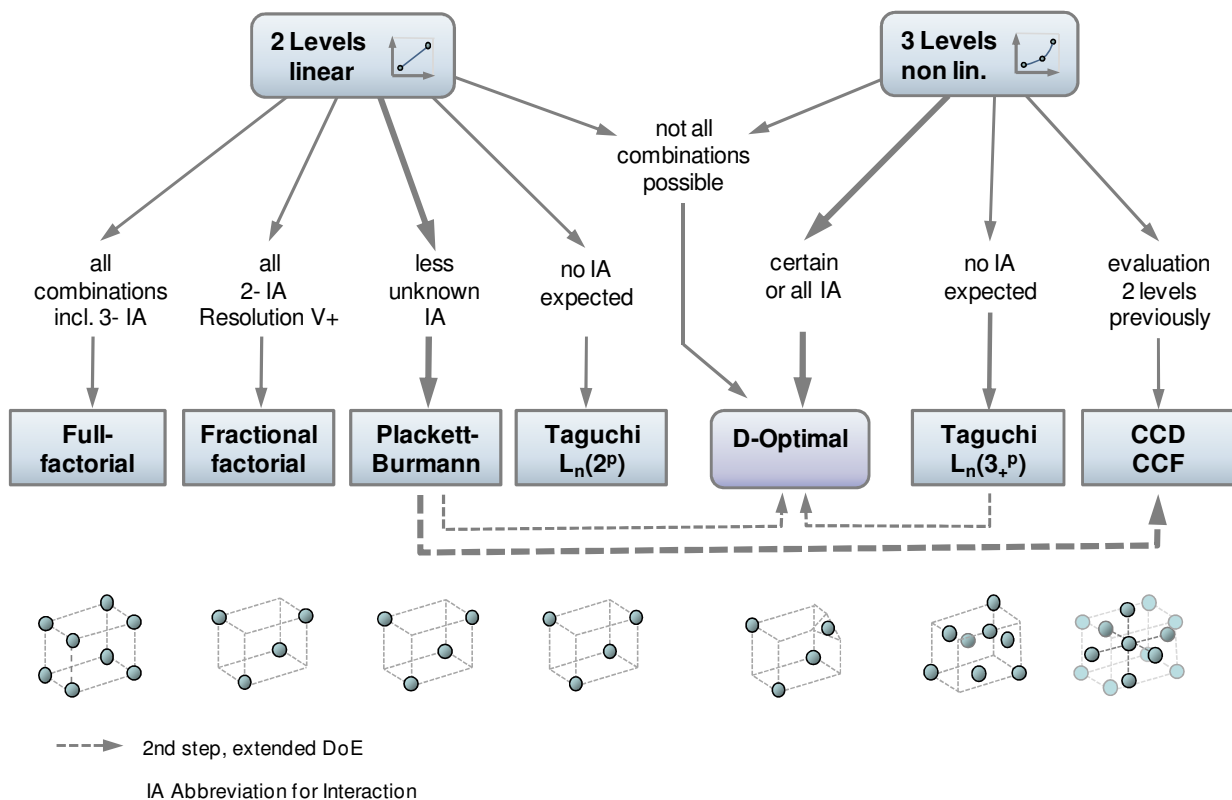 2 Levels
linear
3 Levels
non lin.
not all
combinations
possible
all
combinations
incl. 3- IA
all
2- IA
Resolution V+
less
unknown
IA
no IA
expected
certain
or all IA
no IA
expected
evaluation
2 levels
previously
Full-
factorial
Fractional
factorial
Plackett-
Burmann
Taguchi
Lₙ(2ᵖ)
D-Optimal
Taguchi
Lₙ(3₊ᵖ)
CCD
CCF
2nd step, extended DoE
IA Abbreviation for Interaction